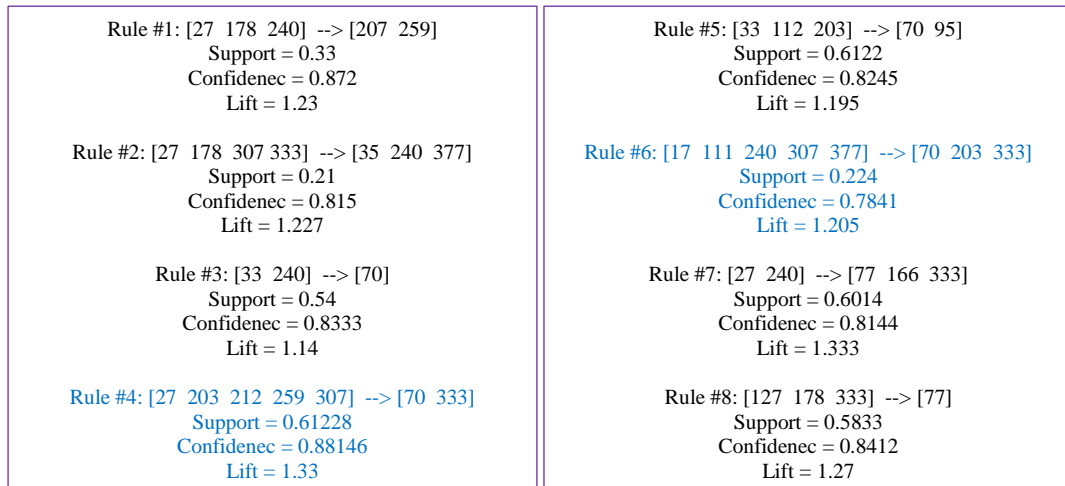 Rule #1: [27 178 240] --> [207 259]
Support = 0.33
Confidenec = 0.872
Lift = 1.23
Rule #2: [27 178 307 333] --> [35 240 377]
Support = 0.21
Confidenec = 0.815
Lift = 1.227
Rule #3: [33 240] --> [70]
Support = 0.54
Confidenec = 0.8333
Lift = 1.14
Rule #4: [27 203 212 259 307] --> [70 333]
Support = 0.61228
Confidenec = 0.88146
Lift = 1.33
Rule #5: [33 112 203] --> [70 95]
Support = 0.6122
Confidenec = 0.8245
Lift = 1.195
Rule #6: [17 111 240 307 377] --> [70 203 333]
Support = 0.224
Confidenec = 0.7841
Lift = 1.205
Rule #7: [27 240] --> [77 166 333]
Support = 0.6014
Confidenec = 0.8144
Lift = 1.333
Rule #8: [127 178 333] --> [77]
Support = 0.5833
Confidenec = 0.8412
Lift = 1.27